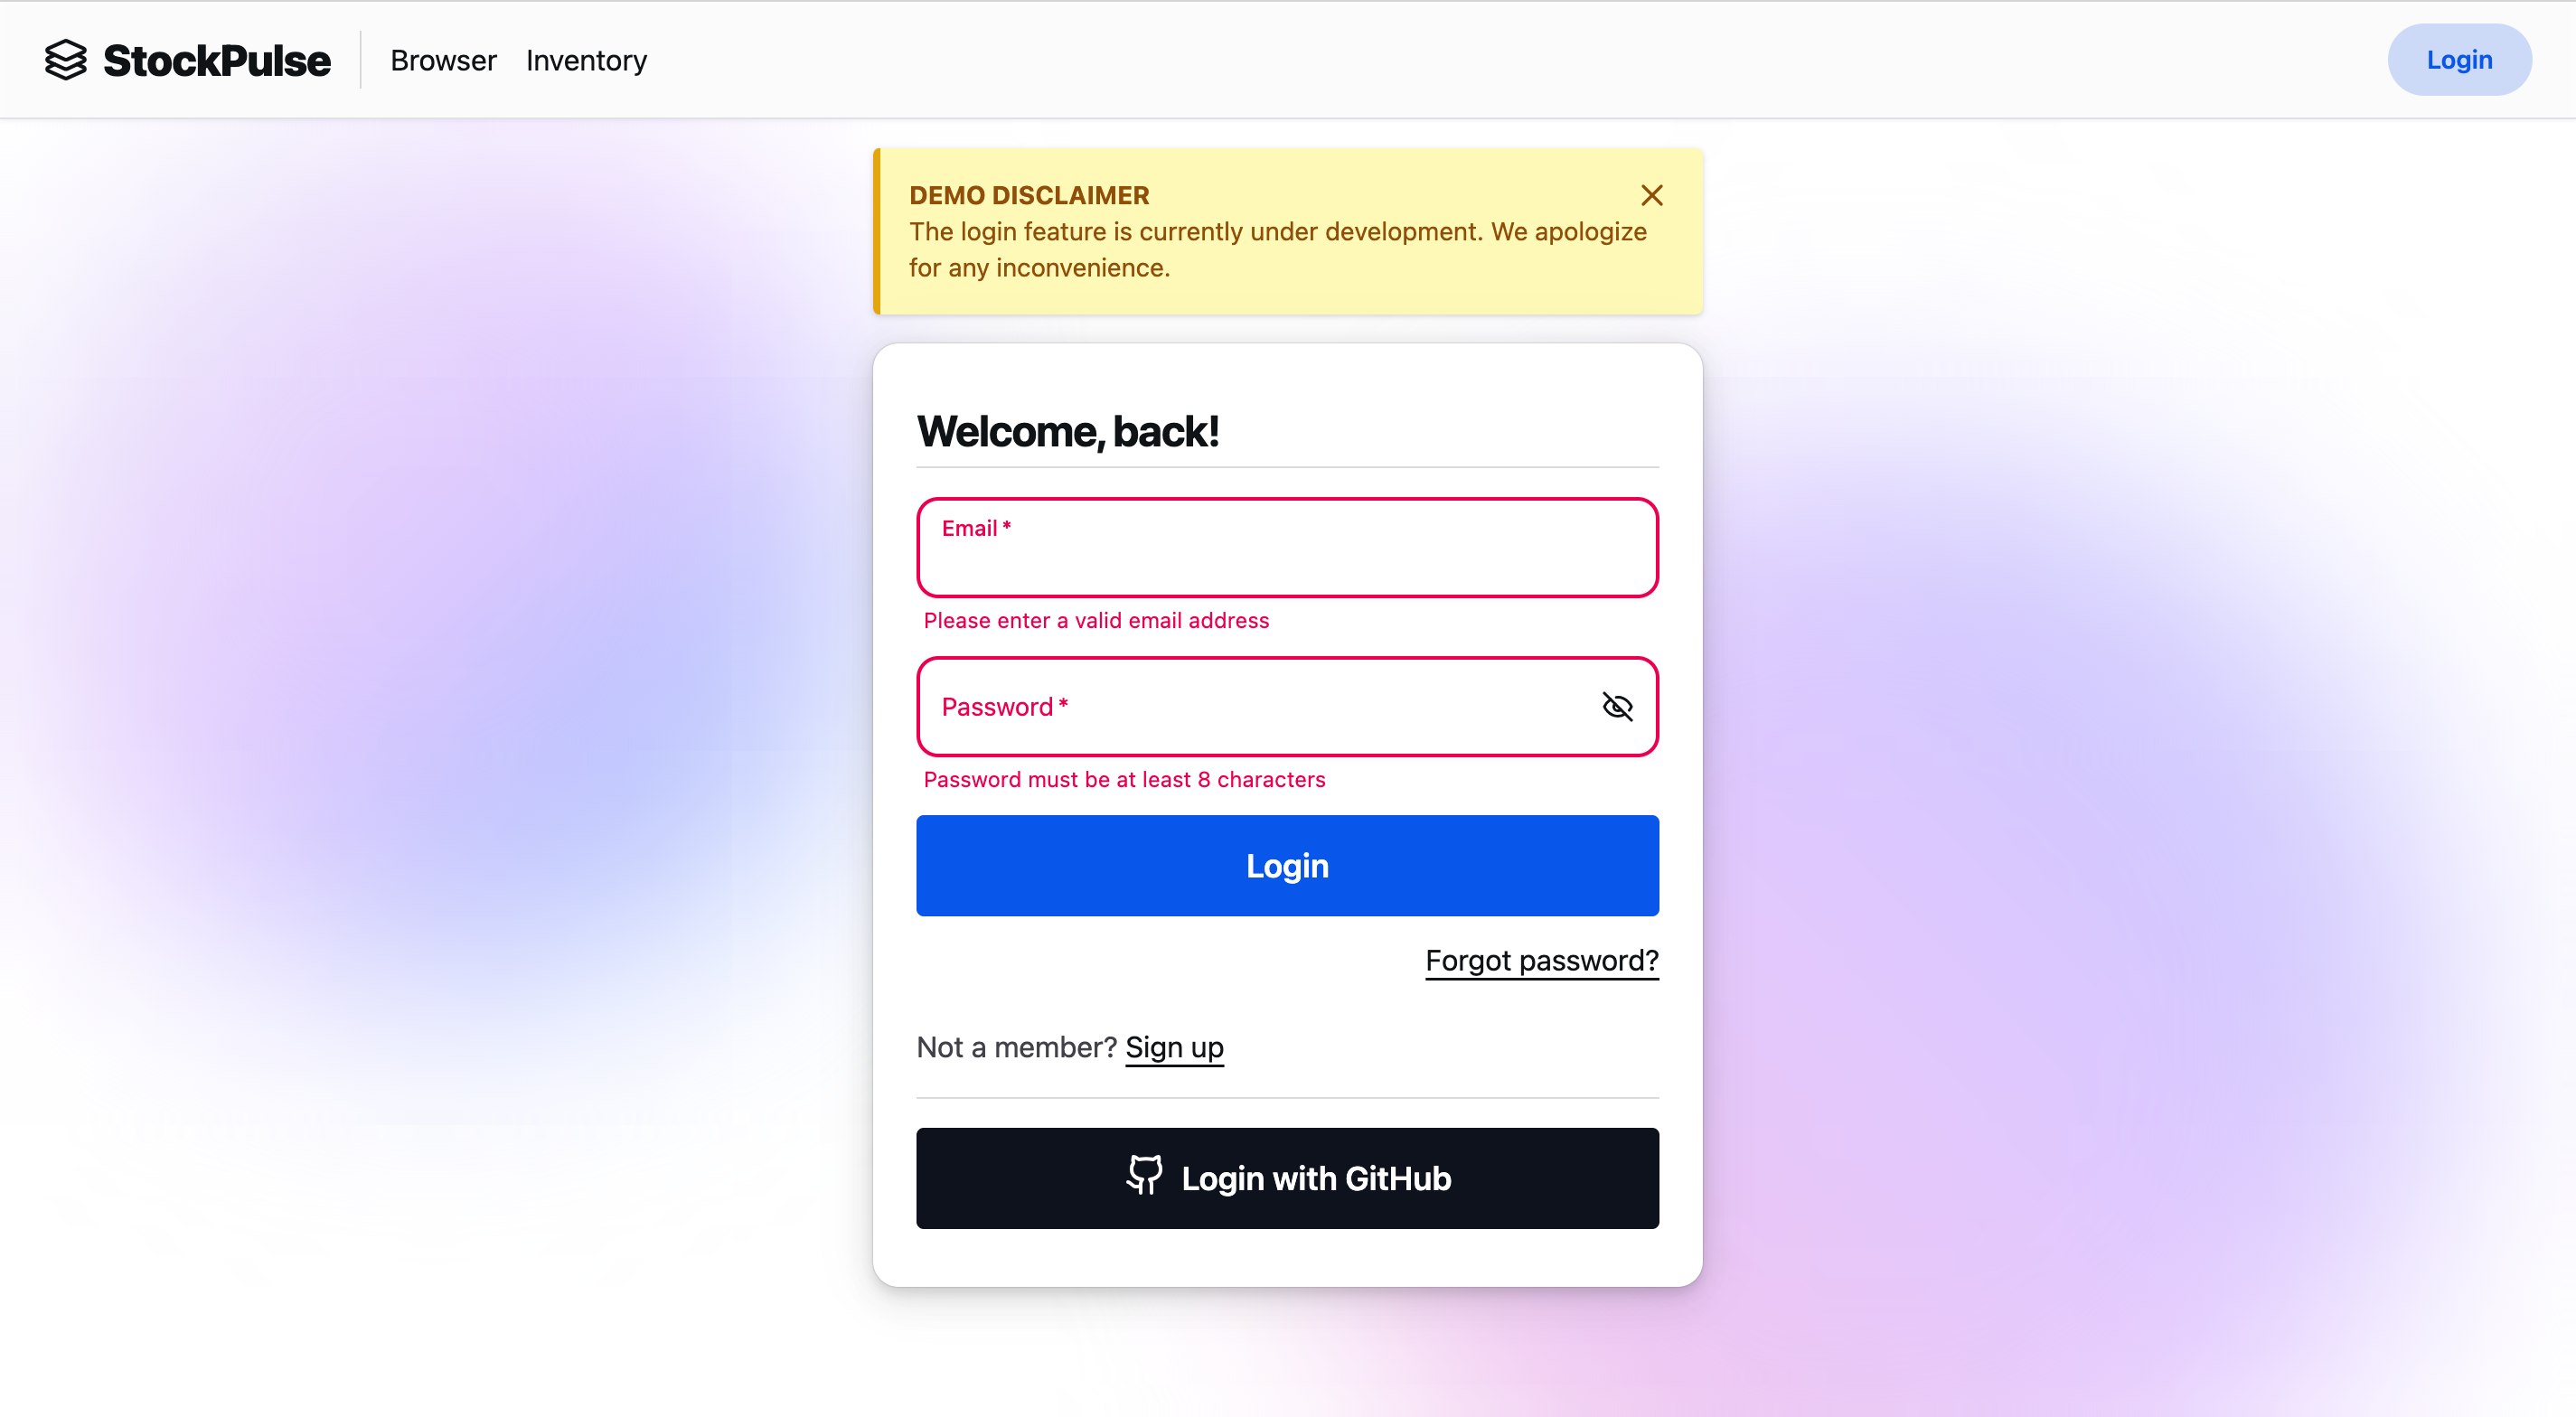 StockPulse
Browser
Inventory
Login
DEMO DISCLAIMER
The login feature is currently under development. We apologize
for any inconvenience.
Welcome, back!
Email *
Please enter a valid email address
Password *
Password must be at least 8 characters
Login
Forgot password?
Not a member? Sign up
Login with GitHub